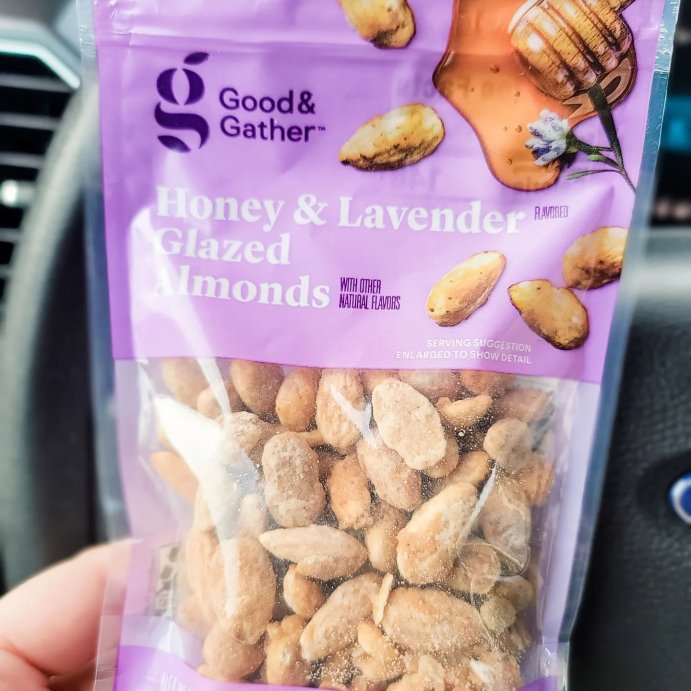 Good &
Gather™
Honey & Lavender FLAVORED
Glazed
Almonds WITH OTHER
NATURAL FLAVORS
SERVING SUGGESTION
ENLARGED TO SHOW DETAIL